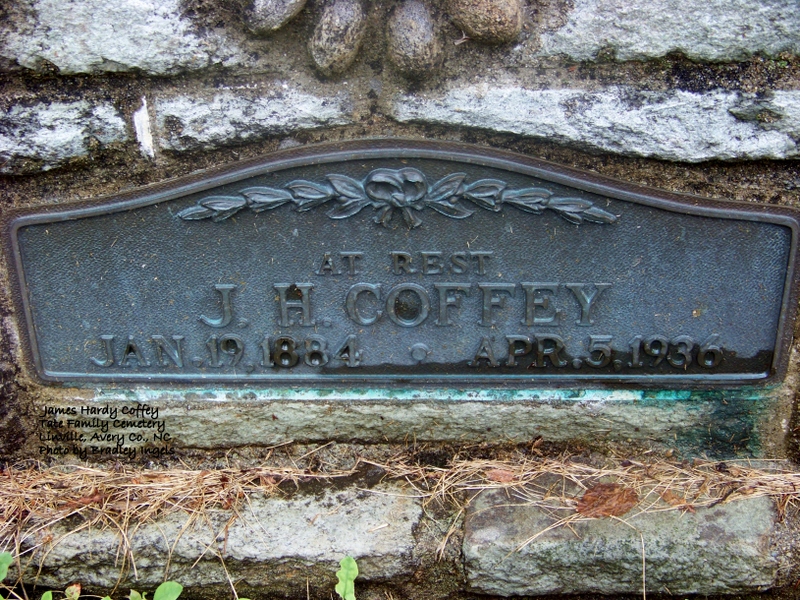 AT REST
J. H. COFFEY
JAN. 19, 1884 APR. 5, 1936
James Hardy Coffey
Tate Family Cemetery
Linville, Avery Co., NC
Photo by Bradley Ingels